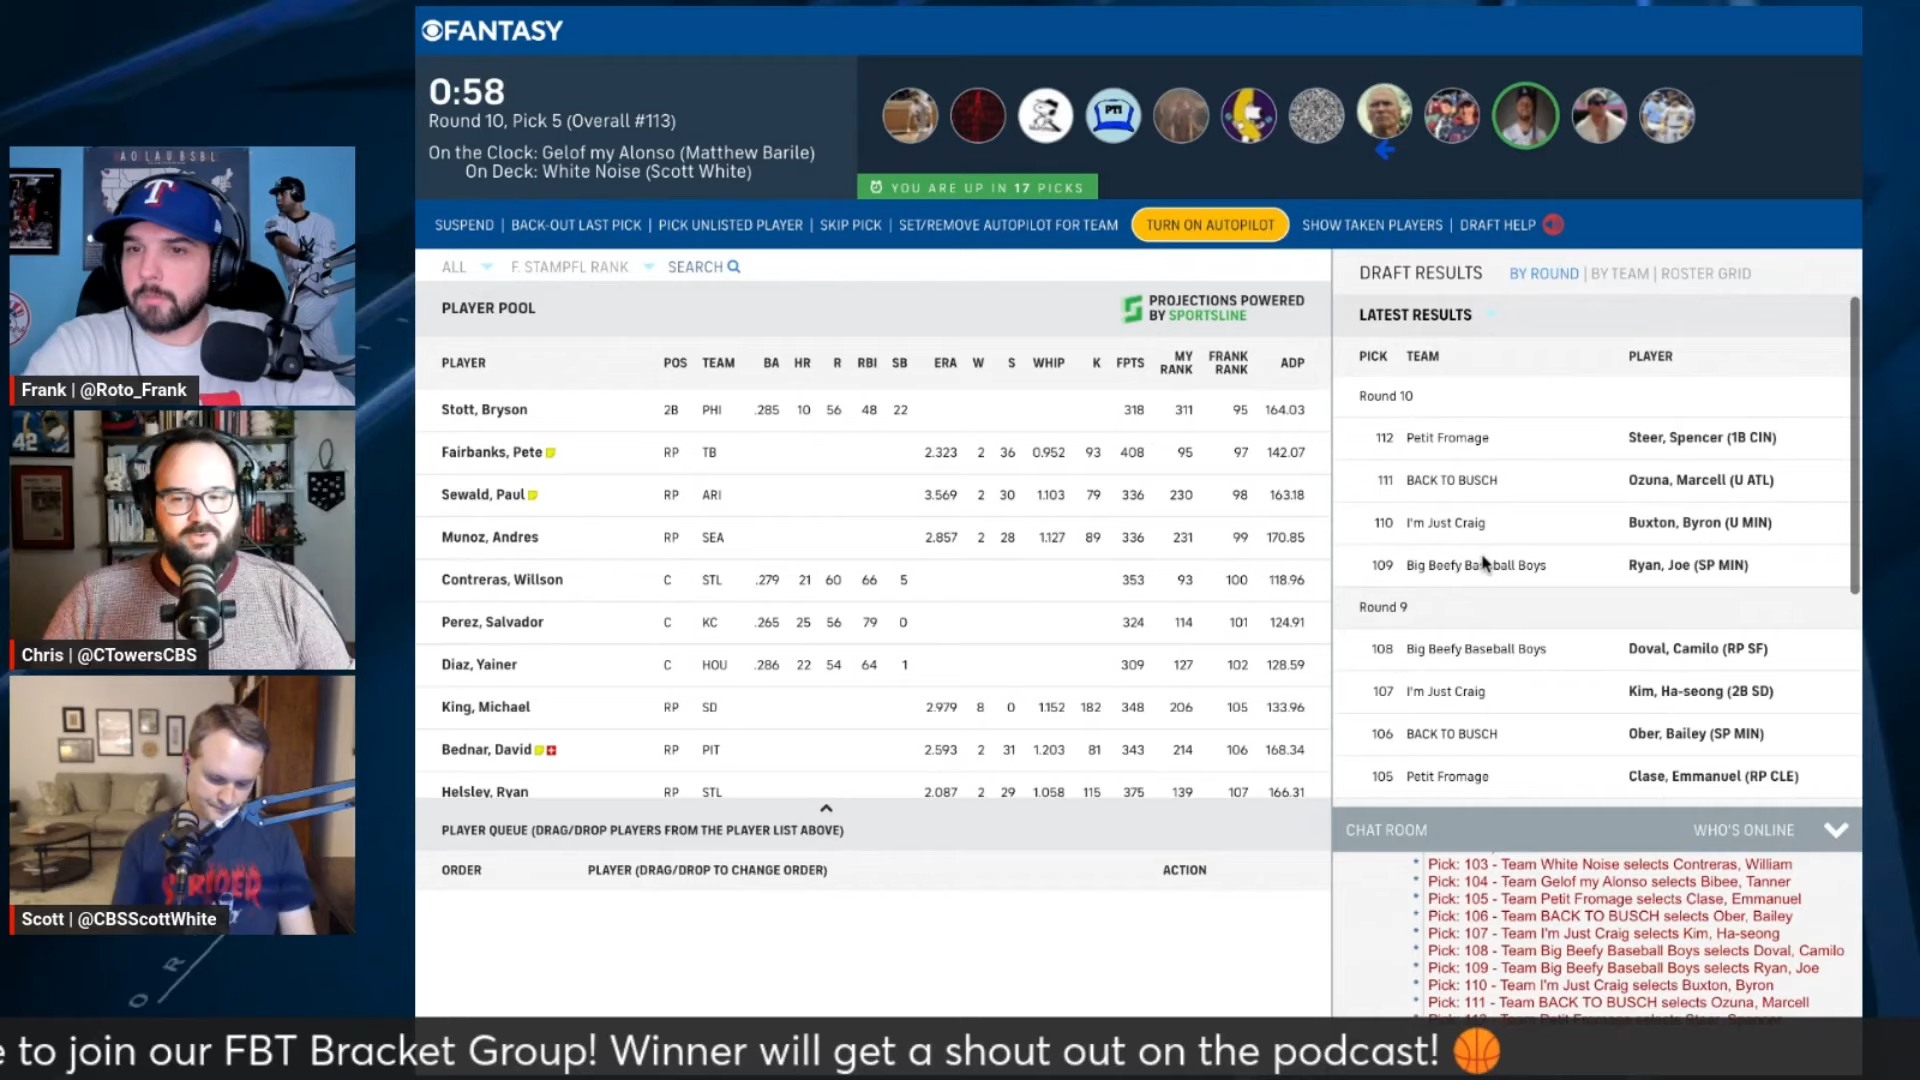 FANTASY
0:58
Round 10, Pick 5 (Overall #113)
On the Clock: Gelof my Alonso (Matthew Barile)
On Deck: White Noise (Scott White)
PTI
YOU ARE UP IN 17 PICKS
SUSPEND | BACK-OUT LAST PICK | PICK UNLISTED PLAYER | SKIP PICK | SET/REMOVE AUTOPILOT FOR TEAM TURN ON AUTOPILOT SHOW TAKEN PLAYERS | DRAFT HELP
ALL F. STAMPFL RANK SEARCH
PLAYER POOL
PROJECTIONS POWERED
BY SPORTSLINE
PLAYER POS TEAM BA HR R RBI SB ERA W S WHIP K FPTS MY RANK FRANK RANK ADP
Stott, Bryson 2B PHI .285 10 56 48 22 318 311 95 164.03
Fairbanks, Pete RP TB 2.323 2 36 0.952 93 408 95 97 142.07
Sewald, Paul RP ARI 3.569 2 30 1.103 79 336 230 98 163.18
Munoz, Andres RP SEA 2.857 2 28 1.127 89 336 231 99 170.85
Contreras, Willson C STL .279 21 60 66 5 353 93 100 118.96
Perez, Salvador C KC .265 25 56 79 0 324 114 101 124.91
Diaz, Yainer C HOU .286 22 54 64 1 309 127 102 128.59
King, Michael RP SD 2.979 8 0 1.152 182 348 206 105 133.96
Bednar, David RP PIT 2.593 2 31 1.203 81 343 214 106 168.34
Helsley, Ryan RP STL 2.087 2 29 1.058 115 375 139 107 166.31
PLAYER QUEUE (DRAG/DROP PLAYERS FROM THE PLAYER LIST ABOVE)
ORDER PLAYER (DRAG/DROP TO CHANGE ORDER) ACTION
DRAFT RESULTS BY ROUND | BY TEAM | ROSTER GRID
LATEST RESULTS
PICK TEAM PLAYER
Round 10
112 Petit Fromage Steer, Spencer (1B CIN)
111 BACK TO BUSCH Ozuna, Marcell (U ATL)
110 I'm Just Craig Buxton, Byron (U MIN)
109 Big Beefy Baseball Boys Ryan, Joe (SP MIN)
Round 9
108 Big Beefy Baseball Boys Doval, Camilo (RP SF)
107 I'm Just Craig Kim, Ha-seong (2B SD)
106 BACK TO BUSCH Ober, Bailey (SP MIN)
105 Petit Fromage Clase, Emmanuel (RP CLE)
CHAT ROOM WHO'S ONLINE
Pick: 103 - Team White Noise selects Contreras, William
Pick: 104 - Team Gelof my Alonso selects Bibee, Tanner
Pick: 105 - Team Petit Fromage selects Clase, Emmanuel
Pick: 106 - Team BACK TO BUSCH selects Ober, Bailey
Pick: 107 - Team I'm Just Craig selects Kim, Ha-seong
Pick: 108 - Team Big Beefy Baseball Boys selects Doval, Camilo
Pick: 109 - Team Big Beefy Baseball Boys selects Ryan, Joe
Pick: 110 - Team I'm Just Craig selects Buxton, Byron
Pick: 111 - Team BACK TO BUSCH selects Ozuna, Marcell
Pick: 112 - Team Petit Fromage selects Steer, Spencer
T
Frank | @Roto_Frank
42
Chris | @CTowersCBS
STRIDER
Scott | @CBSScottWhite
e to join our FBT Bracket Group! Winner will get a shout out on the podcast! 🏀